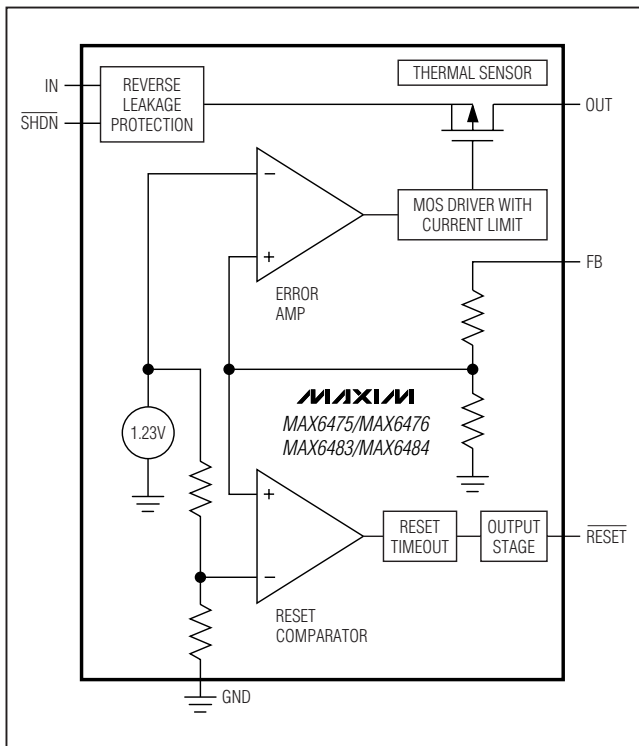 IN
SHDN
REVERSE
LEAKAGE
PROTECTION
THERMAL SENSOR
OUT
MOS DRIVER WITH
CURRENT LIMIT
FB
−
+
ERROR
AMP
1.23V
MAXIM
MAX6475/MAX6476
MAX6483/MAX6484
+
−
RESET
COMPARATOR
RESET
TIMEOUT
OUTPUT
STAGE
RESET
GND